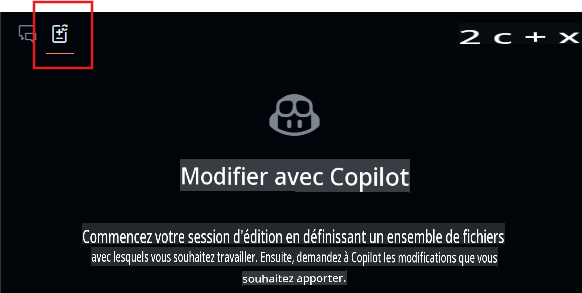 2 c + x
Modifier avec Copilot
Commencez votre session d'édition en définissant un ensemble de fichiers
avec lesquels vous souhaitez travailler. Ensuite, demandez à Copilot les modifications que vous
souhaitez apporter.